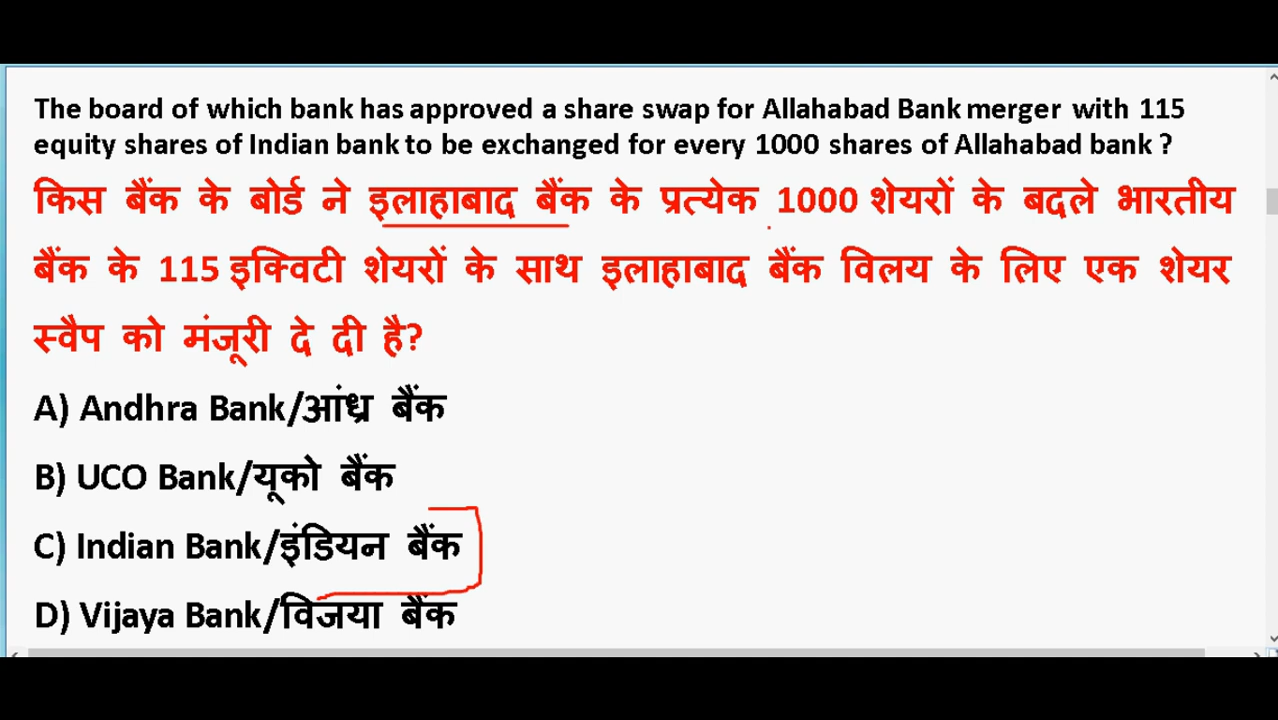 The board of which bank has approved a share swap for Allahabad Bank merger with 115
equity shares of Indian bank to be exchanged for every 1000 shares of Allahabad bank ?
किस बैंक के बोर्ड ने इलाहाबाद बैंक के प्रत्येक 1000 शेयरों के बदले भारतीय
बैंक के 115 इक्विटी शेयरों के साथ इलाहाबाद बैंक विलय के लिए एक शेयर
स्वैप को मंजूरी दे दी है?
A) Andhra Bank/आंध्र बैंक
B) UCO Bank/यूको बैंक
C) Indian Bank/इंडियन बैंक
D) Vijaya Bank/विजया बैंक